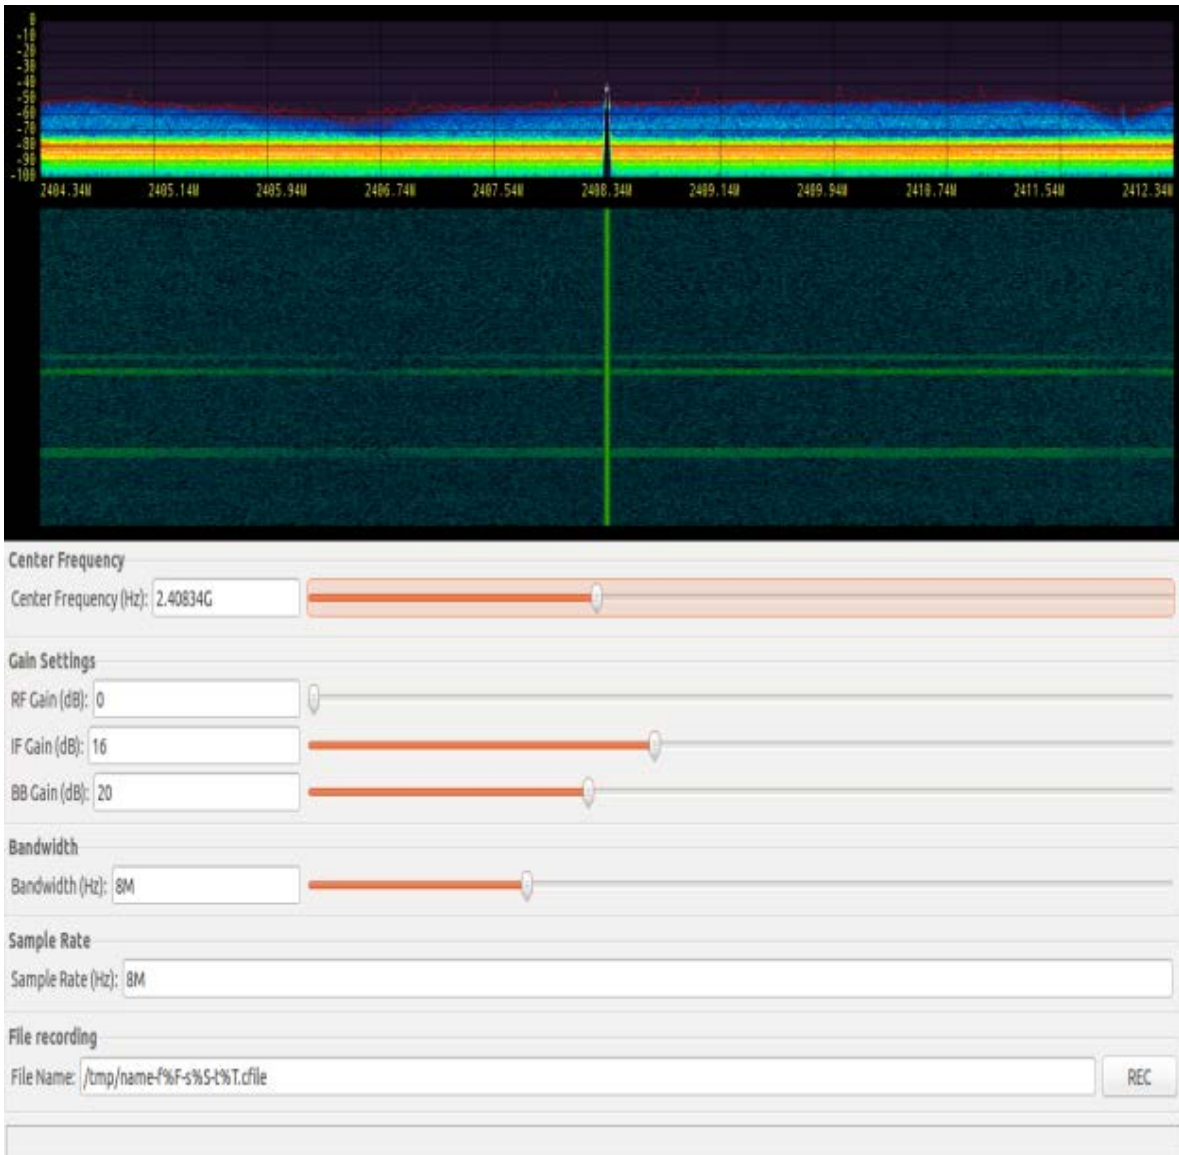 0
-10
-20
-30
-40
-50
-60
-70
-80
-90
-100
2404.34M 2405.14M 2405.94M 2406.74M 2407.54M 2408.34M 2409.14M 2409.94M 2410.74M 2411.54M 2412.34M
Center Frequency
Center Frequency (Hz): 2.40834G
Gain Settings
RF Gain (dB): 0
IF Gain (dB): 16
BB Gain (dB): 20
Bandwidth
Bandwidth (Hz): 8M
Sample Rate
Sample Rate (Hz): 8M
File recording
File Name: /tmp/name-f%F-s%S-t%T.cfile REC